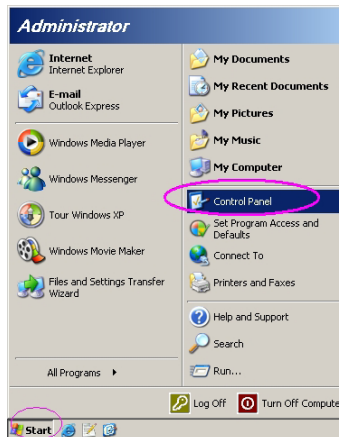 Administrator
Internet
Internet Explorer
E-mail
Outlook Express
Windows Media Player
Windows Messenger
Tour Windows XP
Windows Movie Maker
Files and Settings Transfer
Wizard
All Programs
My Documents
My Recent Documents
My Pictures
My Music
My Computer
Control Panel
Set Program Access and
Defaults
Connect To
Printers and Faxes
Help and Support
Search
Run...
Log Off
Turn Off Compute
Start